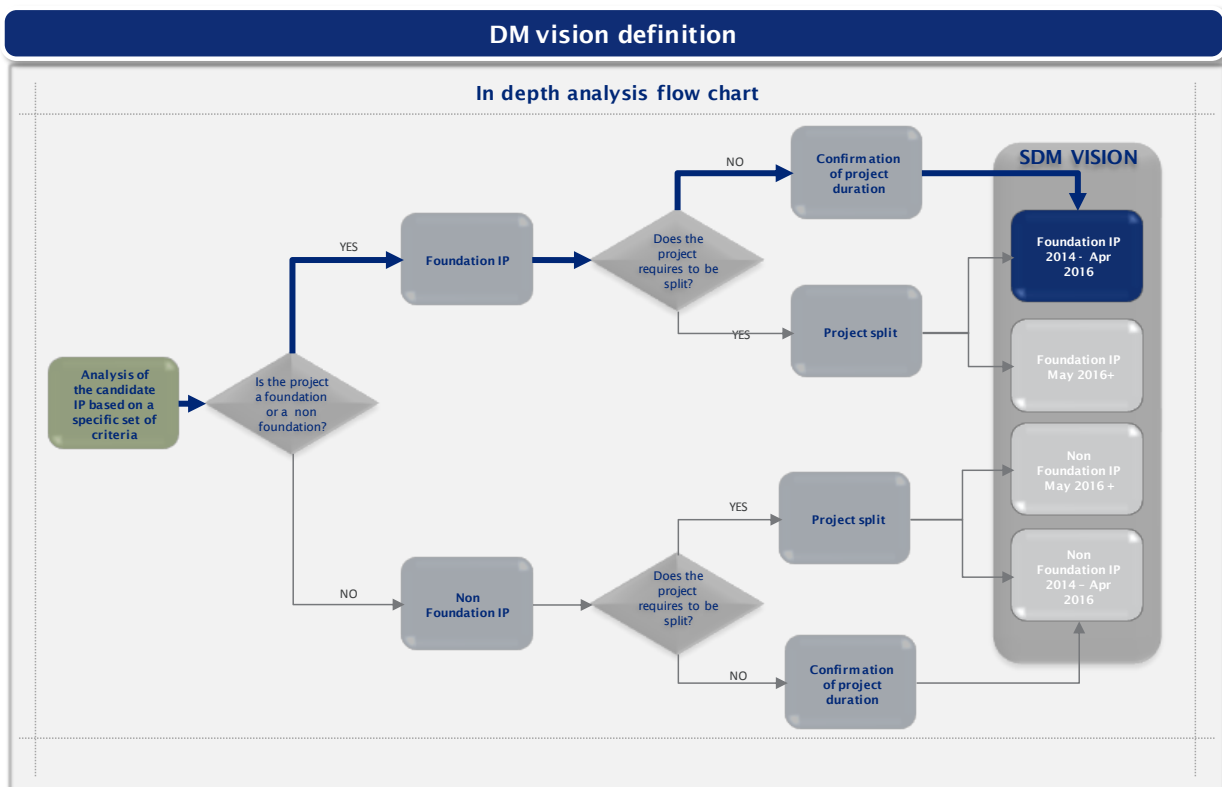 DM vision definition
In depth analysis flow chart
Analysis of
the candidate
IP based on a
specific set of
criteria
Is the project
a foundation
or a non
foundation?
YES
Foundation IP
Does the
project
requires to be
split?
NO
Confirmation
of project
duration
YES
Project split
NO
Non
Foundation IP
Does the
project
requires to be
split?
YES
Project split
NO
Confirmation
of project
duration
SDM VISION
Foundation IP
2014 - Apr
2016
Foundation IP
May 2016+
Non
Foundation IP
May 2016 +
Non
Foundation IP
2014 – Apr
2016